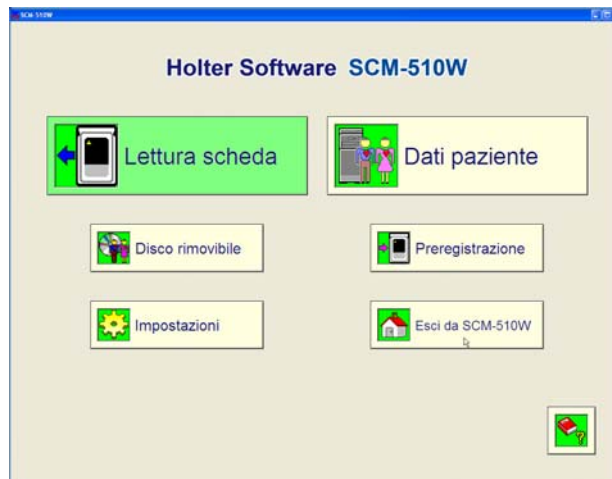 SCM-510W
Holter Software SCM-510W
Lettura scheda
Dati paziente
Disco rimovibile
Preregistrazione
Impostazioni
Esci da SCM-510W
?